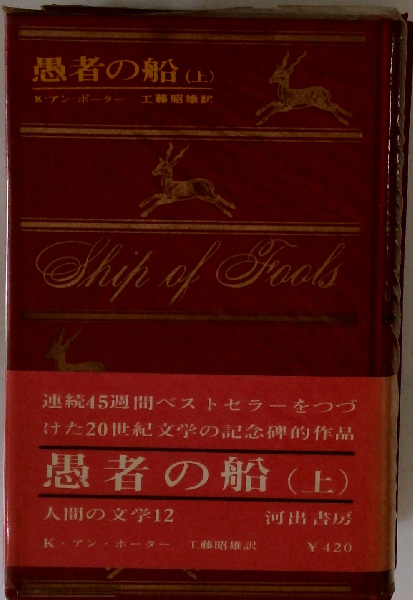 愚者の船（上）
K・アン・ポーター 工藤昭雄訳
Ship of Fools
連続45週間ベストセラーをつづ
けた20世紀文学の記念碑的作品
愚者の船（上）
人間の文学12 河出書房
K・アン・ポーター 工藤昭雄訳 ￥420